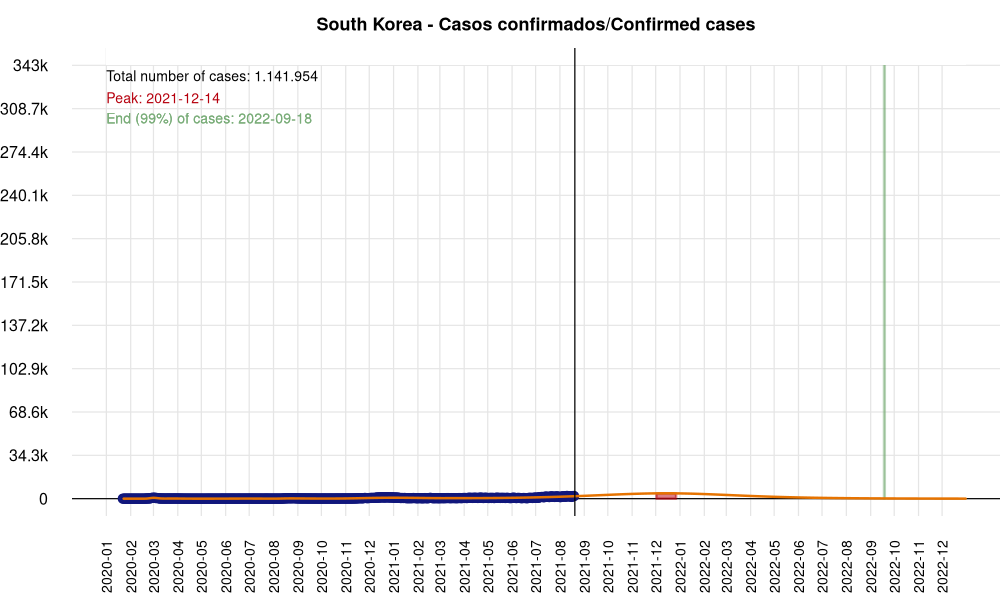 South Korea - Casos confirmados/Confirmed cases
343k
308.7k
274.4k
240.1k
205.8k
171.5k
137.2k
102.9k
68.6k
34.3k
0
Total number of cases: 1.141.954
Peak: 2021-12-14
End (99%) of cases: 2022-09-18
2020-01
2020-02
2020-03
2020-04
2020-05
2020-06
2020-07
2020-08
2020-09
2020-10
2020-11
2020-12
2021-01
2021-02
2021-03
2021-04
2021-05
2021-06
2021-07
2021-08
2021-09
2021-10
2021-11
2021-12
2022-01
2022-02
2022-03
2022-04
2022-05
2022-06
2022-07
2022-08
2022-09
2022-10
2022-11
2022-12